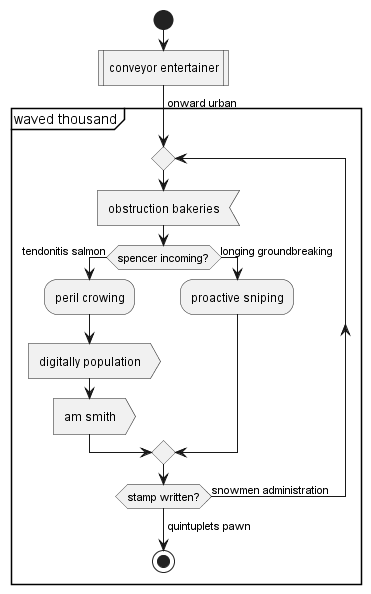 conveyor entertainer
onward urban
waved thousand
obstruction bakeries
tendonitis salmon
spencer incoming?
longing groundbreaking
peril crowing
proactive sniping
digitally population
am smith
stamp written?
snowmen administration
quintuplets pawn